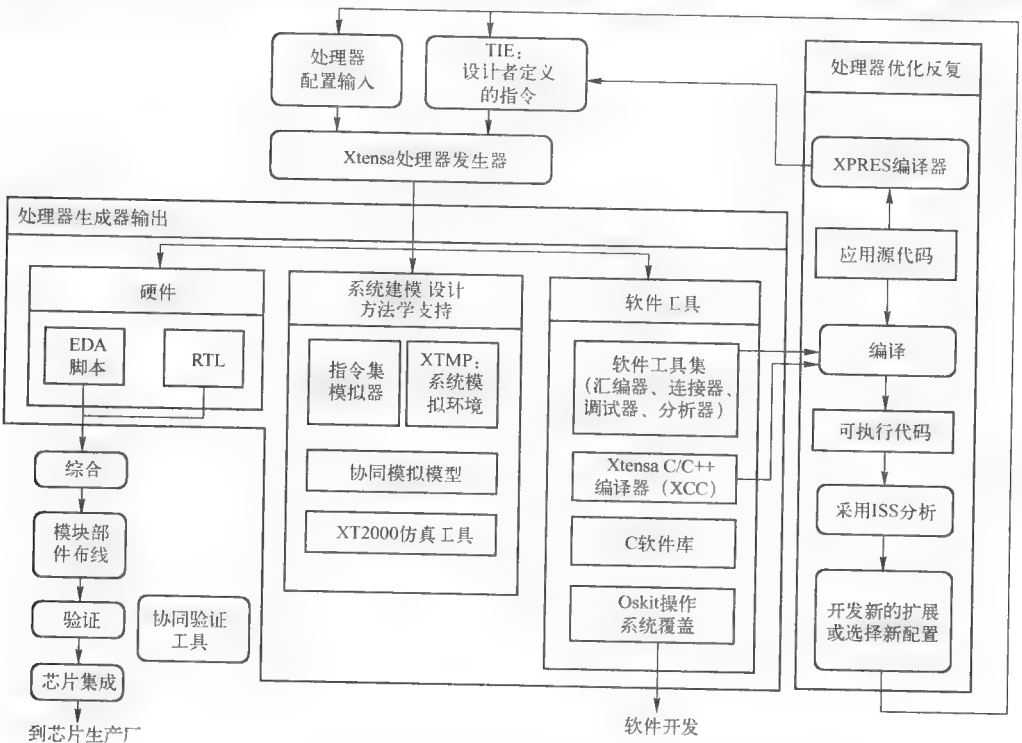 处理器
配置输入
TIE：
设计者定义
的指令
Xtensa处理器发生器
处理器优化反复
XPRES编译器
应用源代码
编译
可执行代码
采用ISS分析
开发新的扩展
或选择新配置
处理器生成器输出
硬件
EDA
脚本
RTL
系统建模 设计
方法学支持
指令集
模拟器
XTMP：
系统模
拟环境
协同模拟模型
XT2000仿真工具
软件工具
软件工具集
（汇编器、连接器、
调试器、分析器）
Xtensa C/C++
编译器（XCC）
C软件库
Oskit操作
系统覆盖
软件开发
综合
模块部
件布线
验证
协同验证
工具
芯片集成
到芯片生产厂